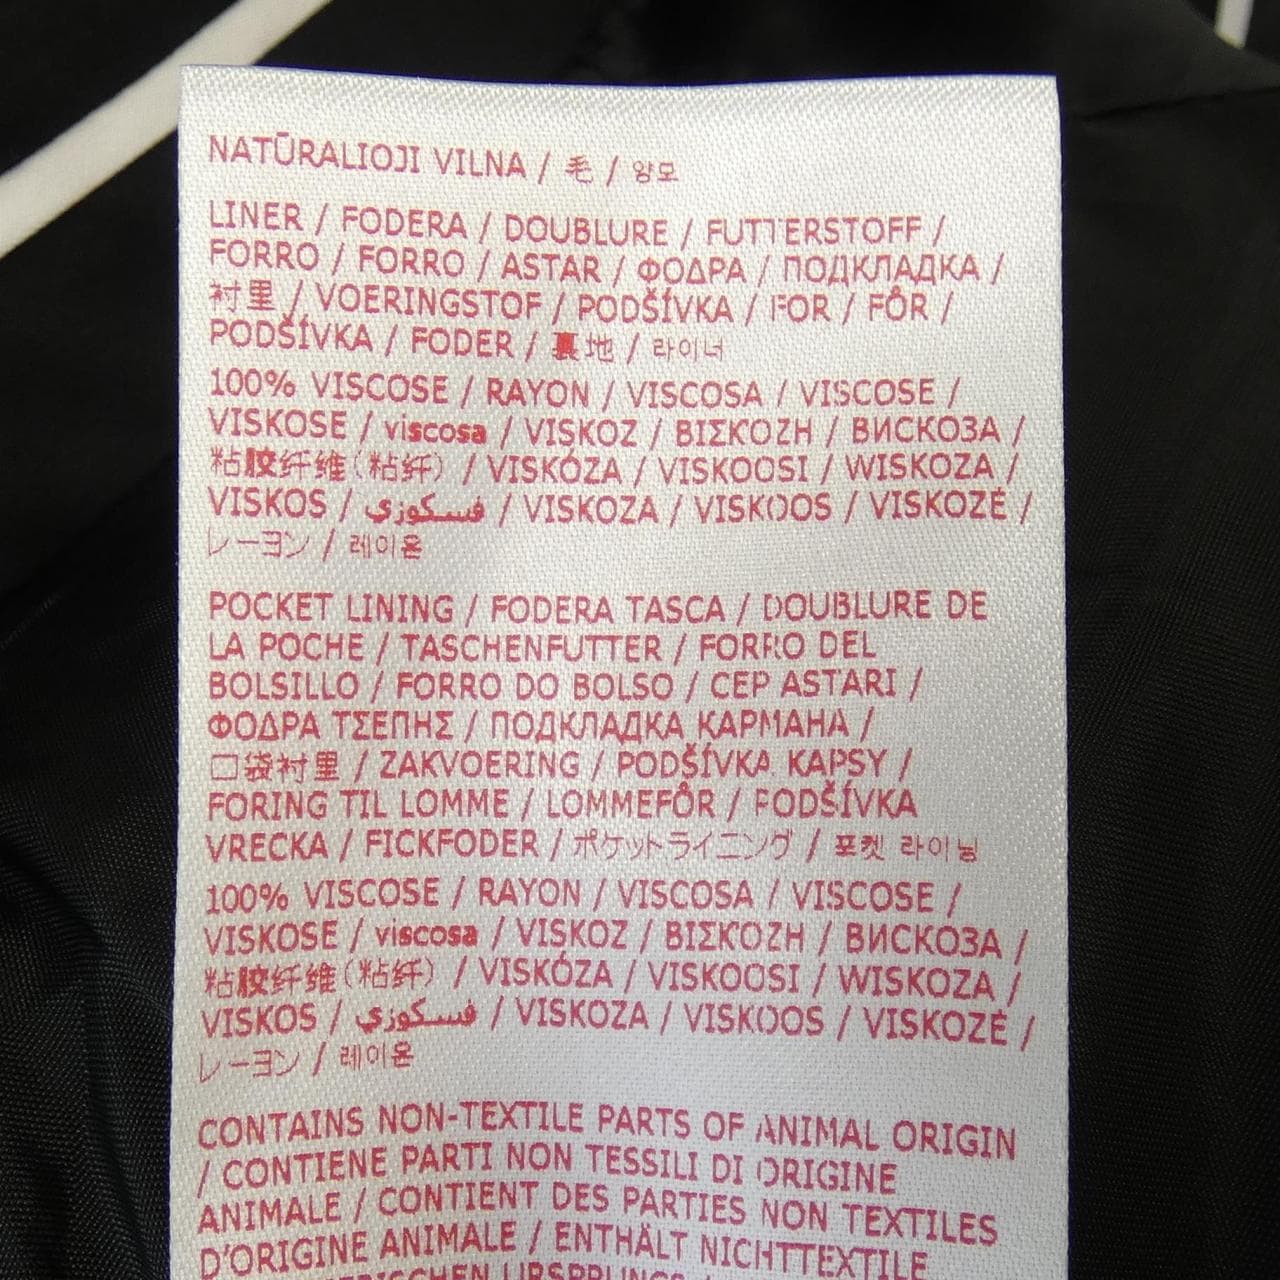 NATŪRALIOJI VILNA / 毛 / 양모
LINER / FODERA / DOUBLURE / FUTTERSTOFF /
FORRO / FORRO / ASTAR / ΦΟΔΡΑ / ПОДКЛАДКА /
衬里 / VOERINGSTOF / PODŠÍVKA / FOR / FÔR /
PODŠÍVKA / FODER / 裏地 / 라이너
100% VISCOSE / RAYON / VISCOSA / VISCOSE /
VISKOSE / viscosa / VİSKOZ / ΒΙΣΚΟΖΗ / ВИСКОЗА /
粘胶纤维(粘纤) / VISKÓZA / VISKOOSI / WISKOZA /
VISKOS / فسكوزي / VISKOZA / VISKOOS / VISKOZĖ /
レーヨン / 레이온
POCKET LINING / FODERA TASCA / DOUBLURE DE
LA POCHE / TASCHENFUTTER / FORRO DEL
BOLSILLO / FORRO DO BOLSO / CEP ASTARI /
ΦΟΔΡΑ ΤΣΕΠΗΣ / ПОДКЛАДКА КАРМАНА /
口袋衬里 / ZAKVOERING / PODŠÍVKA KAPSY /
FORING TIL LOMME / LOMMEFÔR / PODŠÍVKA
VRECKA / FICKFODER / ポケットライニング / 포켓 라이닝
100% VISCOSE / RAYON / VISCOSA / VISCOSE /
VISKOSE / viscosa / VİSKOZ / ΒΙΣΚΟΖΗ / ВИСКОЗА /
粘胶纤维(粘纤) / VISKÓZA / VISKOOSI / WISKOZA /
VISKOS / فسكوزي / VISKOZA / VISKOOS / VISKOZĖ /
レーヨン / 레이온
CONTAINS NON-TEXTILE PARTS OF ANIMAL ORIGIN
/ CONTIENE PARTI NON TESSILI DI ORIGINE
ANIMALE / CONTIENT DES PARTIES NON TEXTILES
D'ORIGINE ANIMALE / ENTHÄLT NICHTTEXTILE
URSPRUNGS /